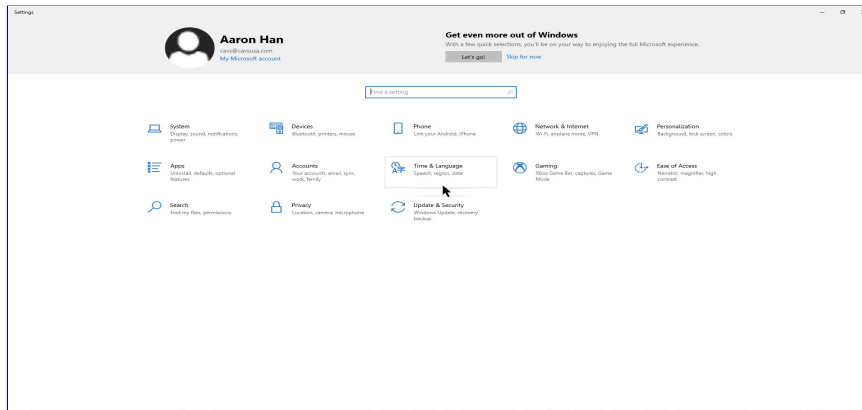 Settings
Aaron Han
cavs@cavsusa.com
My Microsoft account
Get even more out of Windows
With a few quick selections, you'll be on your way to enjoying the full Microsoft experience.
Let's go!
Skip for now
Find a setting
System
Display, sound, notifications,
power
Devices
Bluetooth, printers, mouse
Phone
Link your Android, iPhone
Network & Internet
Wi-Fi, airplane mode, VPN
Personalization
Background, lock screen, colors
Apps
Uninstall, defaults, optional
features
Accounts
Your accounts, email, sync,
work, family
Time & Language
Speech, region, date
Gaming
Xbox Game Bar, captures, Game
Mode
Ease of Access
Narrator, magnifier, high
contrast
Search
Find my files, permissions
Privacy
Location, camera, microphone
Update & Security
Windows Update, recovery,
backup